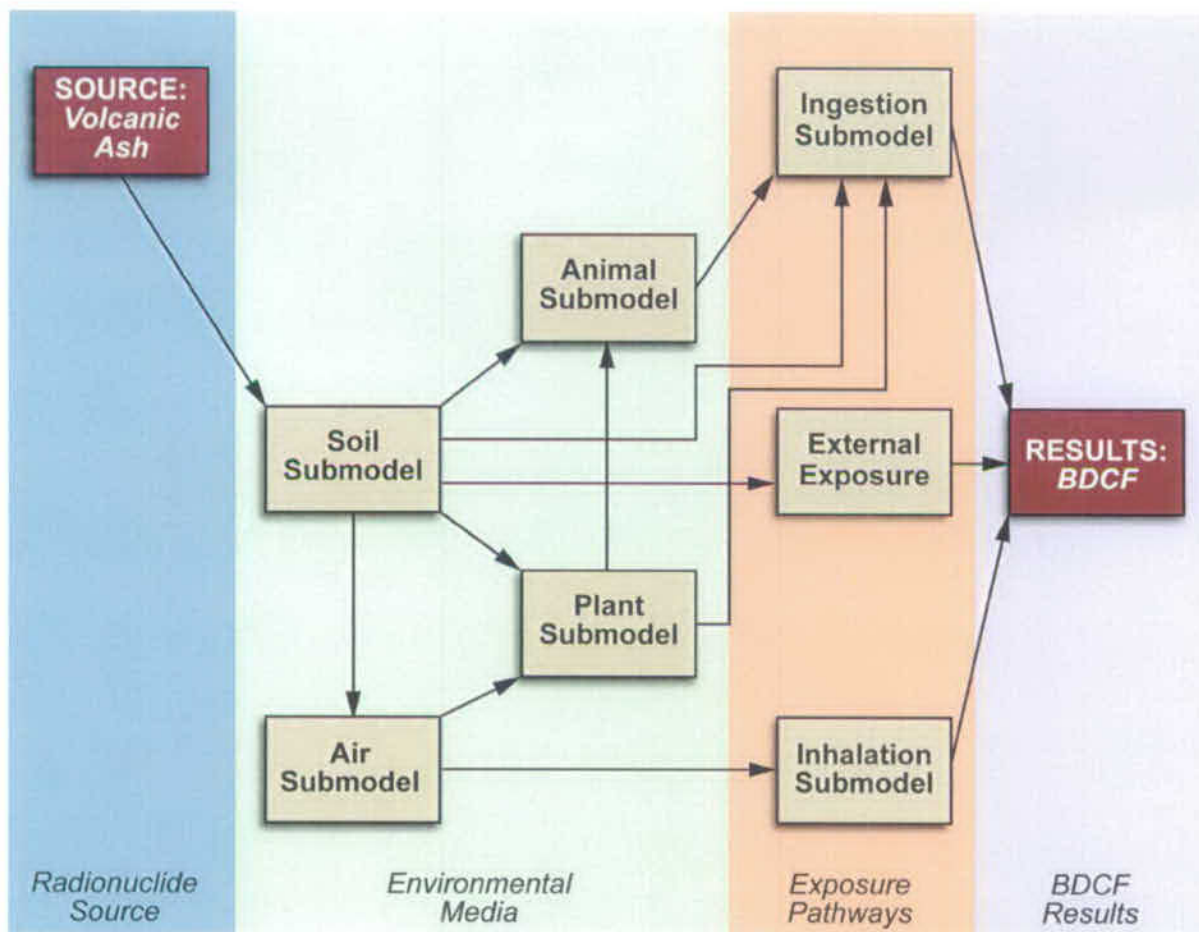 SOURCE:
Volcanic
Ash
Ingestion
Submodel
Animal
Submodel
Soil
Submodel
External
Exposure
RESULTS:
BDCF
Plant
Submodel
Air
Submodel
Inhalation
Submodel
Radionuclide
Source
Environmental
Media
Exposure
Pathways
BDCF
Results